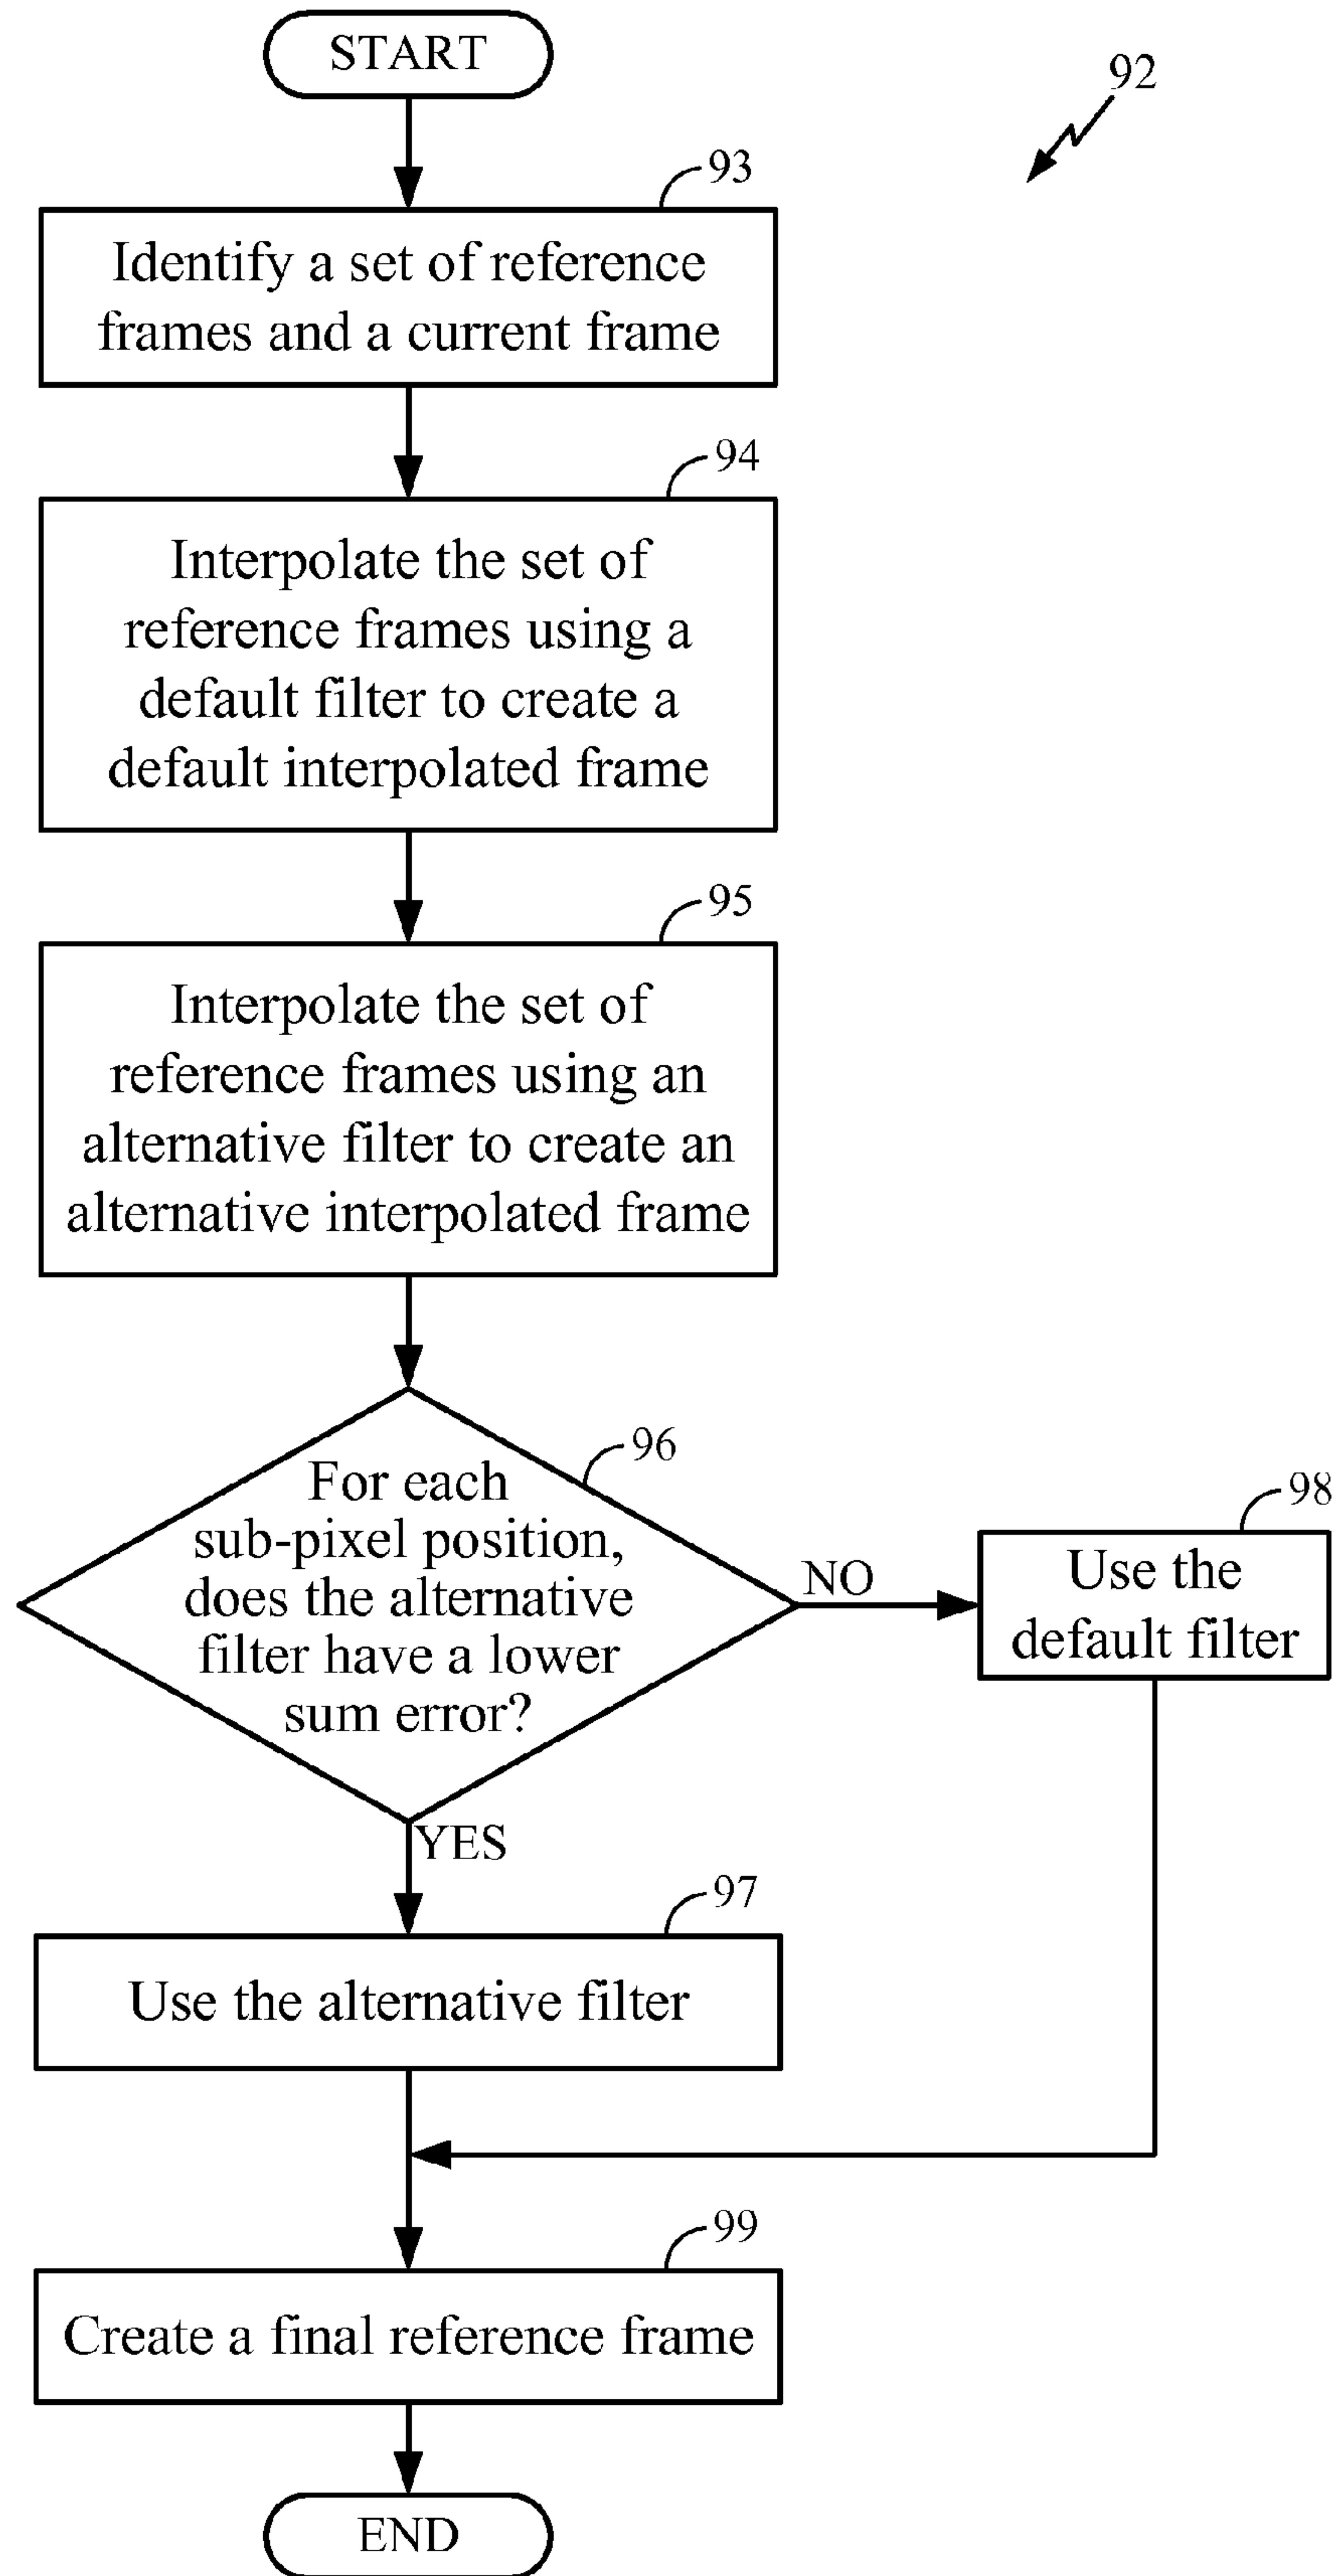 START
92
93
Identify a set of reference
frames and a current frame
94
Interpolate the set of
reference frames using a
default filter to create a
default interpolated frame
95
Interpolate the set of
reference frames using an
alternative filter to create an
alternative interpolated frame
96
For each
sub-pixel position,
does the alternative
filter have a lower
sum error?
NO
98
Use the
default filter
YES
97
Use the alternative filter
99
Create a final reference frame
END